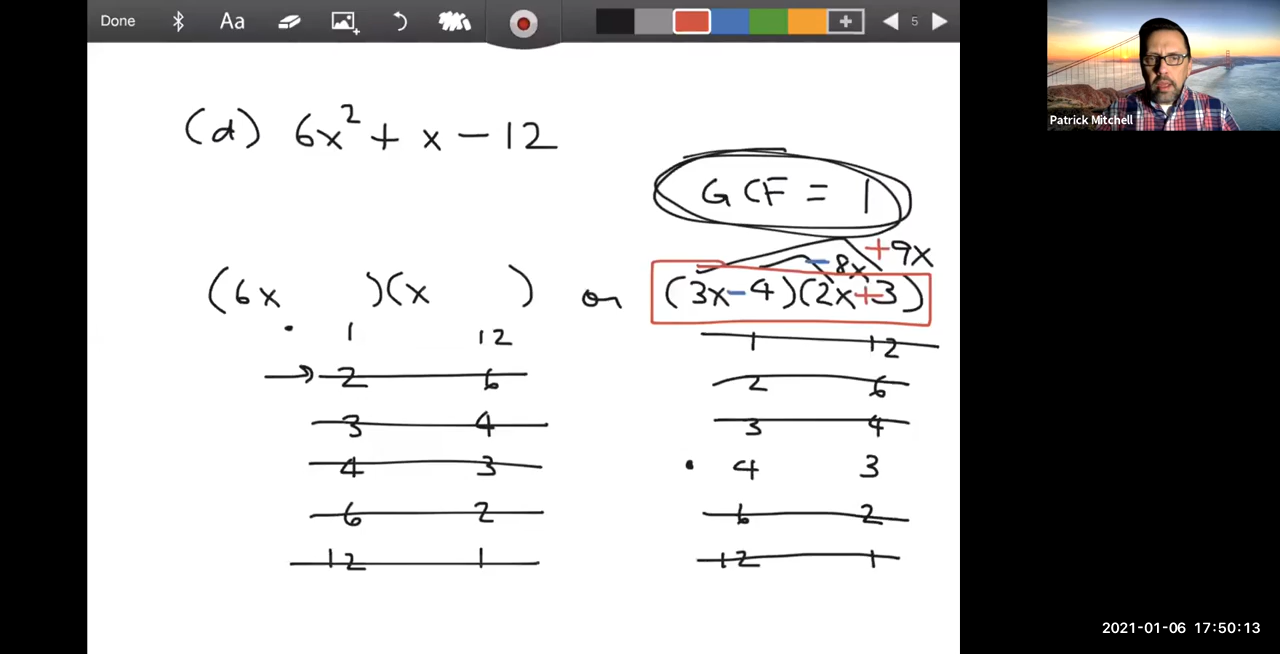 Done Aa 5
Patrick Mitchell
(d) 6x² + x - 12
GCF = 1
+9x
-8x
(6x )(x ) or (3x-4)(2x+3)
1 12 1 12
→ 2 6 2 6
3 4 3 4
4 3 • 4 3
6 2 6 2
12 1 12 1
2021-01-06 17:50:13